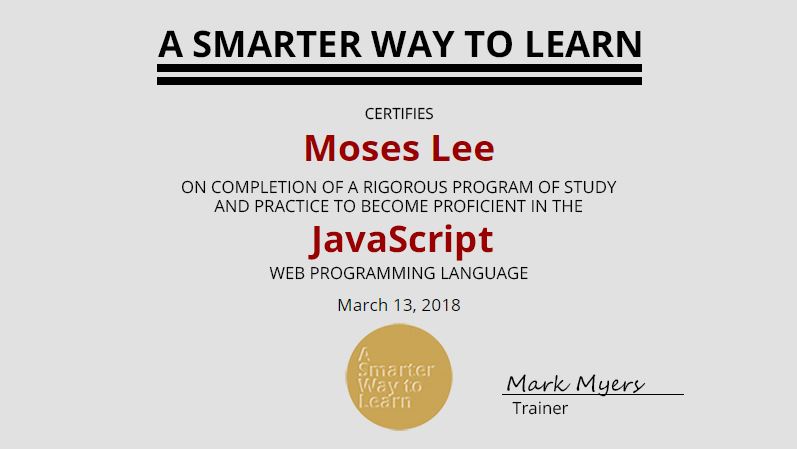 A SMARTER WAY TO LEARN
CERTIFIES
Moses Lee
ON COMPLETION OF A RIGOROUS PROGRAM OF STUDY
AND PRACTICE TO BECOME PROFICIENT IN THE
JavaScript
WEB PROGRAMMING LANGUAGE
March 13, 2018
A
Smarter
Way to
Learn
Mark Myers
Trainer